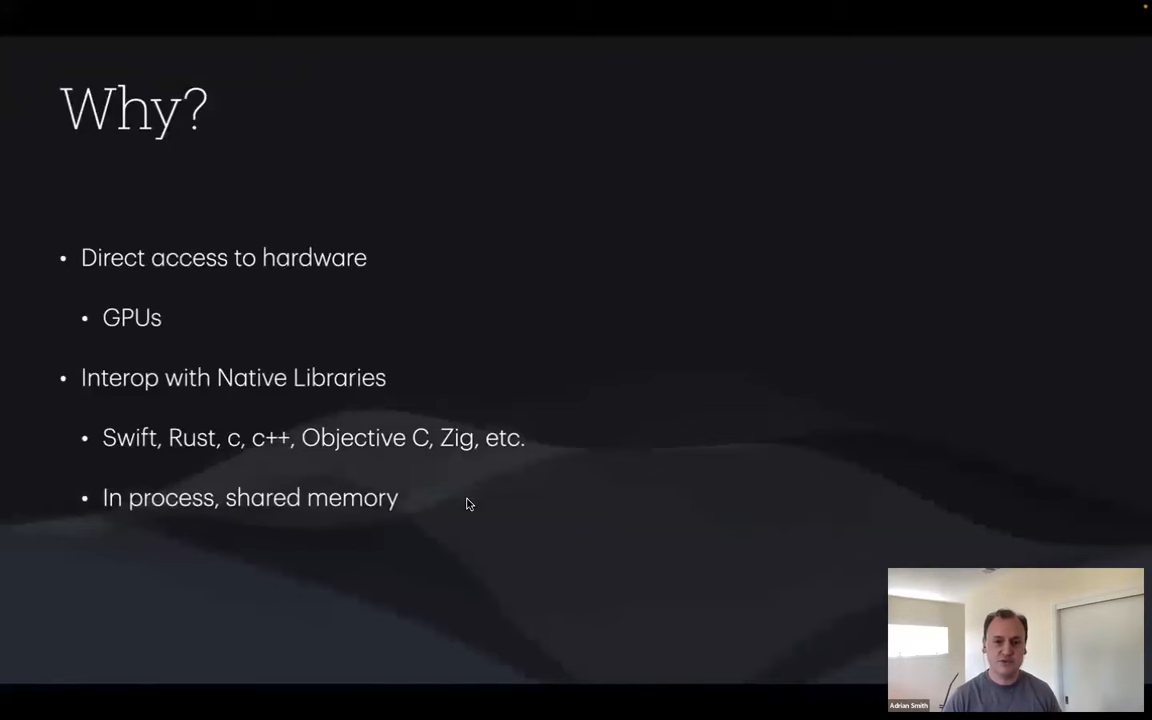 Why?
• Direct access to hardware
• GPUs
• Interop with Native Libraries
• Swift, Rust, c, c++, Objective C, Zig, etc.
• In process, shared memory
Adrian Smith